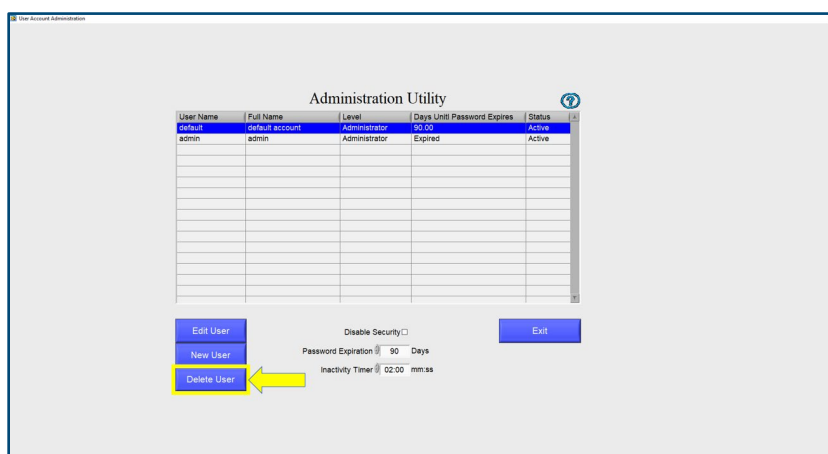 User Account Administration
Administration Utility
User Name Full Name Level Days Until Password Expires Status
default default account Administrator 90.00 Active
admin admin Administrator Expired Active
Edit User Disable Security Exit
New User Password Expiration 90 Days
Delete User Inactivity Timer 02:00 mm:ss